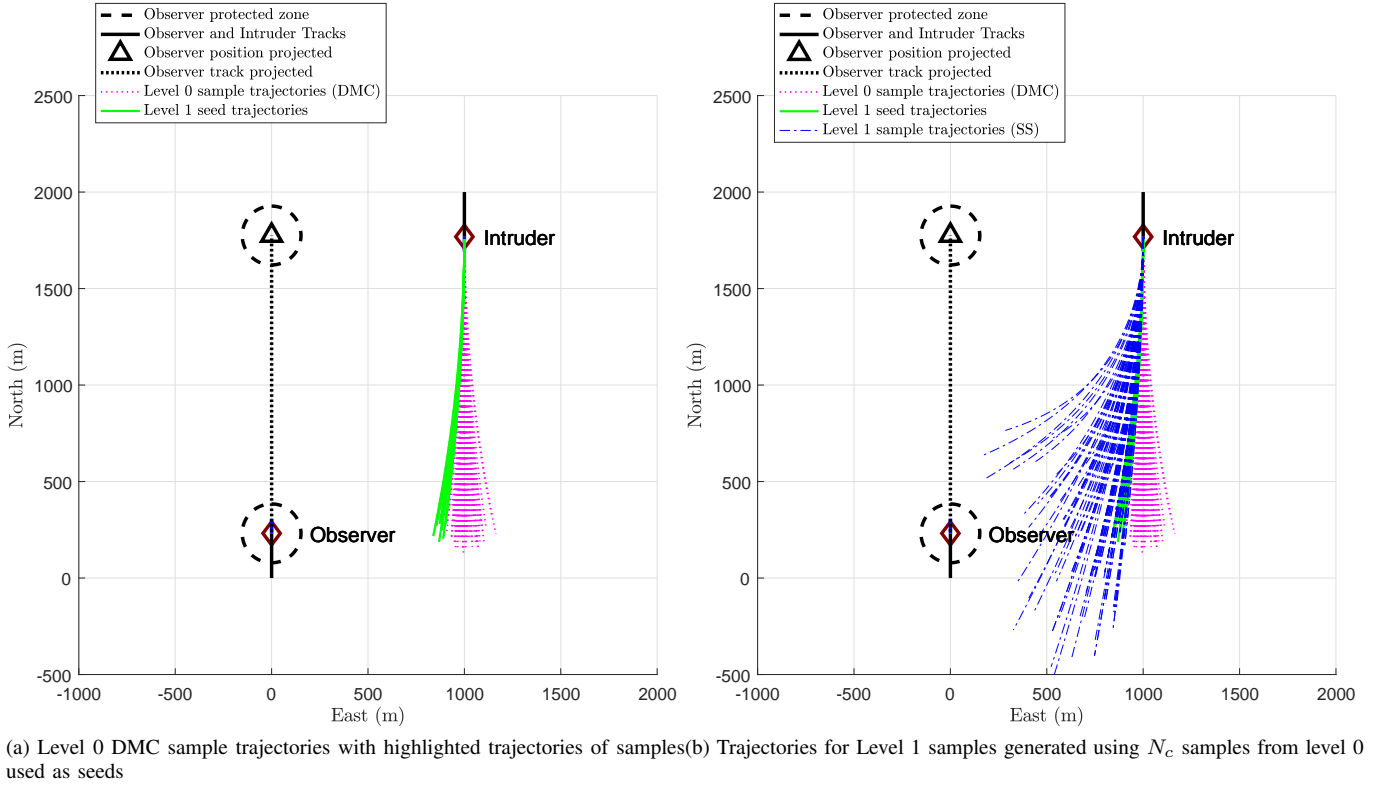 Observer protected zone
Observer and Intruder Tracks
Observer position projected
Observer track projected
Level 0 sample trajectories (DMC)
Level 1 seed trajectories
2500
2000
1500
1000
500
0
-500
-1000
-500
0
500
1000
1500
2000
North (m)
East (m)
Intruder
Observer
Observer protected zone
Observer and Intruder Tracks
Observer position projected
Observer track projected
Level 0 sample trajectories (DMC)
Level 1 seed trajectories
Level 1 sample trajectories (SS)
2500
2000
1500
1000
500
0
-500
-1000
-500
0
500
1000
1500
2000
North (m)
East (m)
Intruder
Observer
(a) Level 0 DMC sample trajectories with highlighted trajectories of samples
used as seeds
(b) Trajectories for Level 1 samples generated using N_c samples from level 0